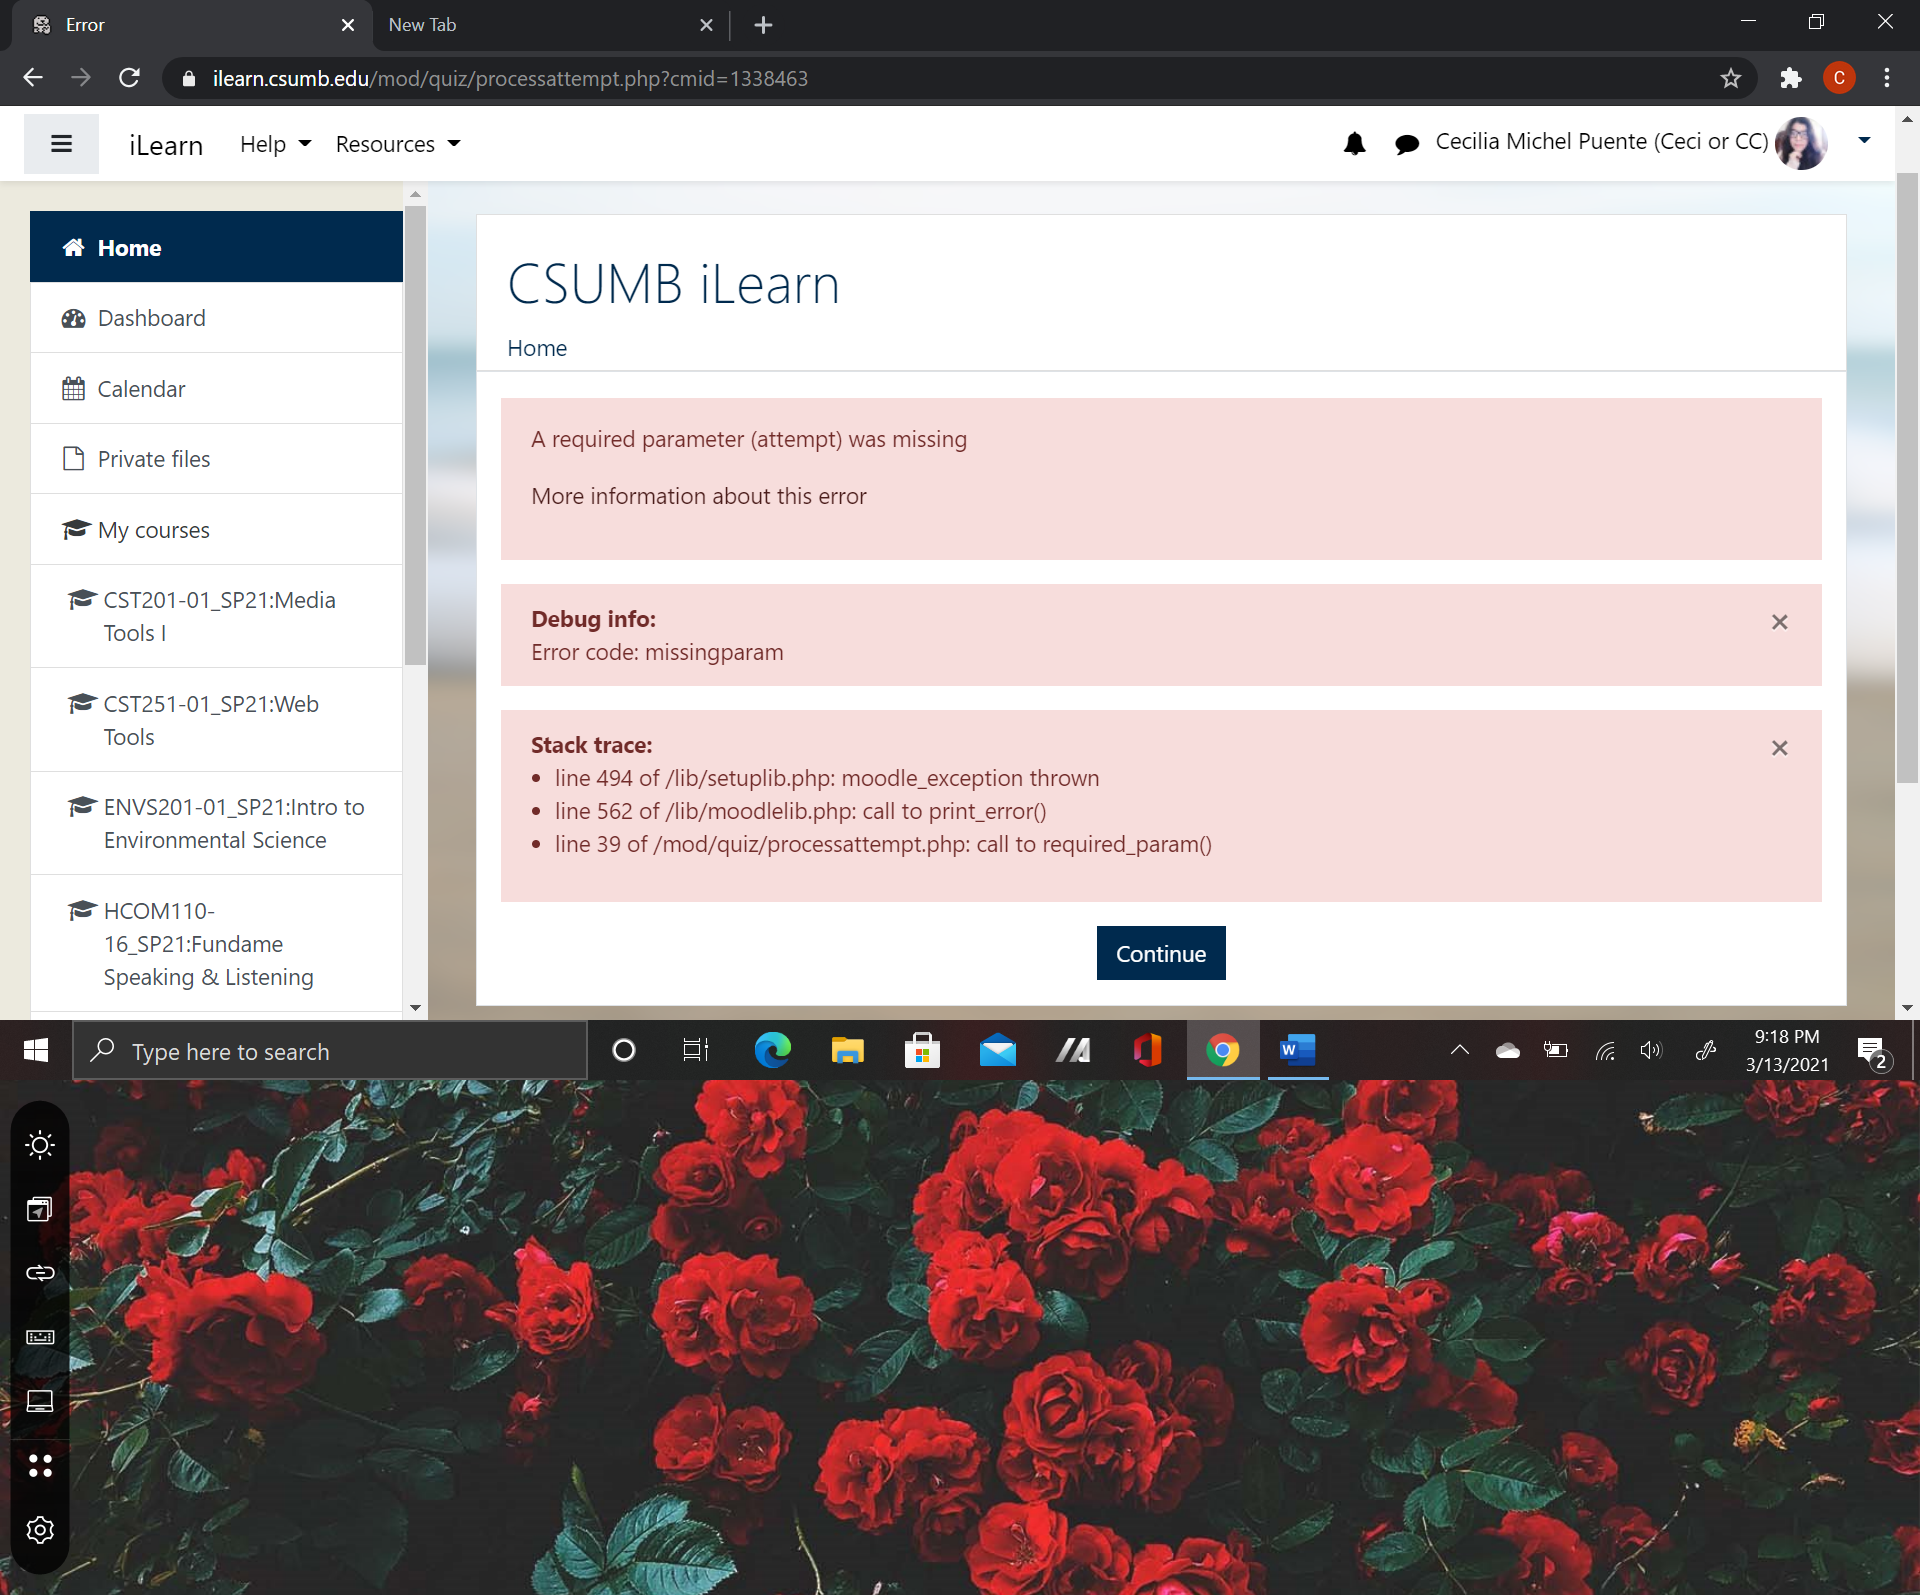 Error
New Tab
ilearn.csumb.edu/mod/quiz/processattempt.php?cmid=1338463
C
iLearn
Help
Resources
Cecilia Michel Puente (Ceci or CC)
Home
Dashboard
Calendar
Private files
My courses
CST201-01_SP21:Media
Tools I
CST251-01_SP21:Web
Tools
ENVS201-01_SP21:Intro to
Environmental Science
HCOM110-
16_SP21:Fundame
Speaking & Listening
CSUMB iLearn
Home
A required parameter (attempt) was missing
More information about this error
Debug info:
Error code: missingparam
Stack trace:
• line 494 of /lib/setuplib.php: moodle_exception thrown
• line 562 of /lib/moodlelib.php: call to print_error()
• line 39 of /mod/quiz/processattempt.php: call to required_param()
Continue
Type here to search
W
9:18 PM
3/13/2021
2